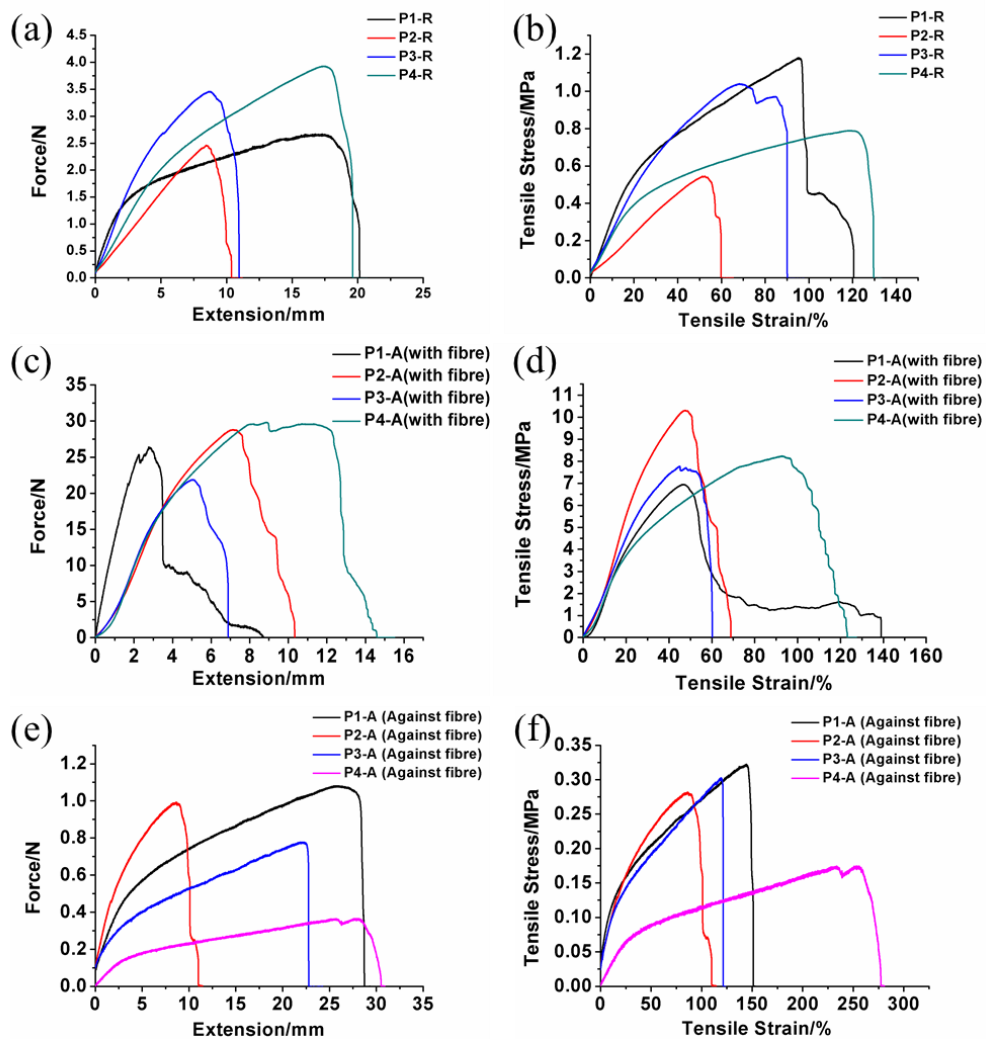 (a)
P1-R
P2-R
P3-R
P4-R
4.5
4.0
3.5
3.0
2.5
2.0
1.5
1.0
0.5
0.0
Force/N
0 5 10 15 20 25
Extension/mm
(b)
P1-R
P2-R
P3-R
P4-R
1.2
1.0
0.8
0.6
0.4
0.2
0.0
Tensile Stress/MPa
0 20 40 60 80 100 120 140
Tensile Strain/%
(c)
P1-A(with fibre)
P2-A(with fibre)
P3-A(with fibre)
P4-A(with fibre)
35
30
25
20
15
10
5
0
Force/N
0 2 4 6 8 10 12 14 16
Extension/mm
(d)
P1-A(with fibre)
P2-A(with fibre)
P3-A(with fibre)
P4-A(with fibre)
11
10
9
8
7
6
5
4
3
2
1
0
Tensile Stress/MPa
0 20 40 60 80 100 120 140 160
Tensile Strain/%
(e)
P1-A (Against fibre)
P2-A (Against fibre)
P3-A (Against fibre)
P4-A (Against fibre)
1.2
1.0
0.8
0.6
0.4
0.2
0.0
Force/N
0 5 10 15 20 25 30 35
Extension/mm
(f)
P1-A (Against fibre)
P2-A (Against fibre)
P3-A (Against fibre)
P4-A (Against fibre)
0.35
0.30
0.25
0.20
0.15
0.10
0.05
0.00
Tensile Stress/MPa
0 50 100 150 200 250 300
Tensile Strain/%